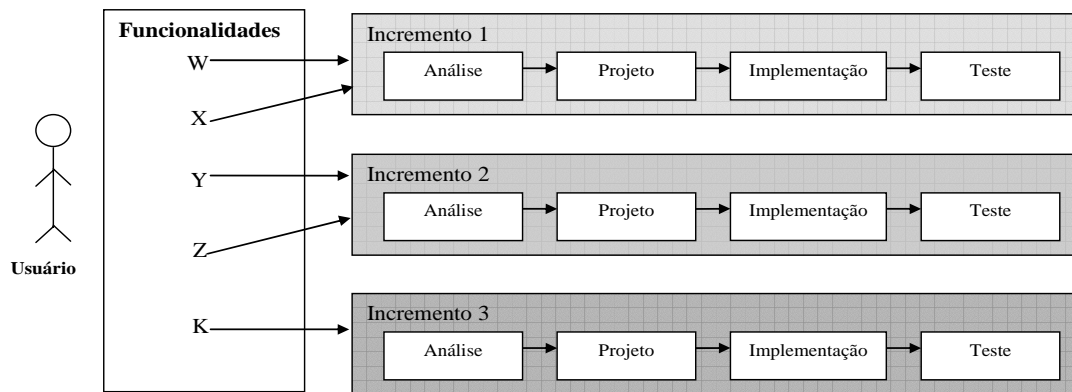 Funcionalidades
W
X
Y
Z
K
Usuário
Incremento 1
Análise
Projeto
Implementação
Teste
Incremento 2
Análise
Projeto
Implementação
Teste
Incremento 3
Análise
Projeto
Implementação
Teste